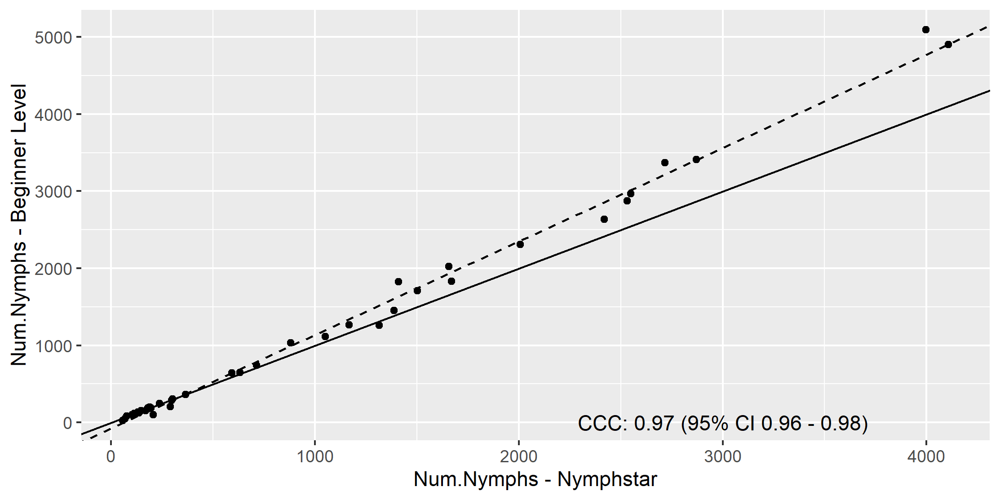 Num.Nymphs - Beginner Level
5000
4000
3000
2000
1000
0
CCC: 0.97 (95% CI 0.96 - 0.98)
0 1000 2000 3000 4000
Num.Nymphs - Nymphstar